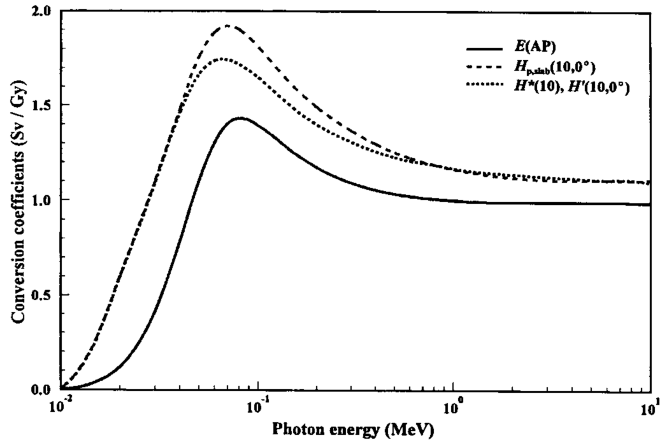 2.0
1.5
1.0
0.5
0.0
Conversion coefficients (Sv / Gy)
E(AP)
Hp,slab(10,0°)
H*(10), H'(10,0°)
10-2
10-1
100
101
Photon energy (MeV)